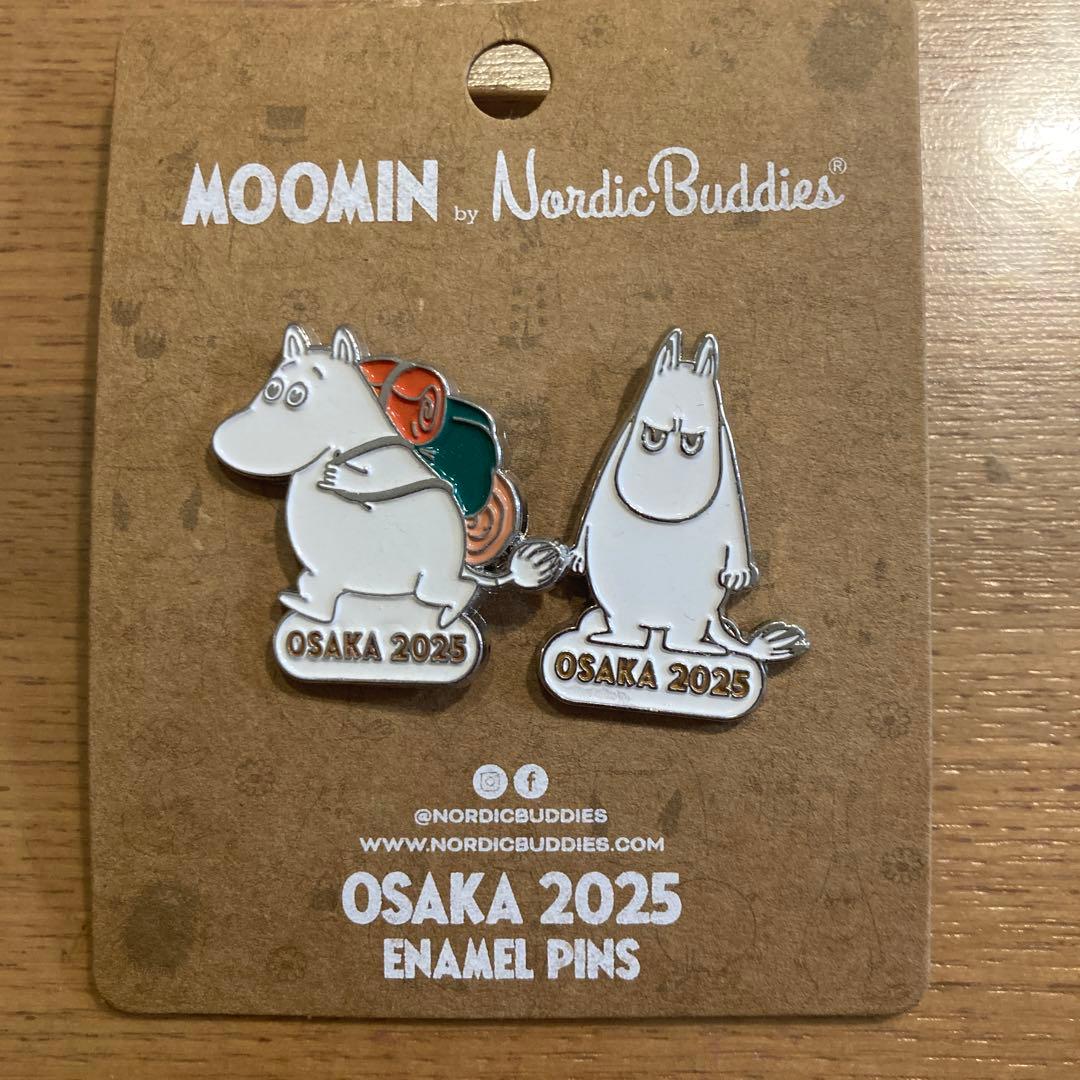 MOOMIN by NordicBuddies®
OSAKA 2025
OSAKA 2025
@NORDICBUDDIES
WWW.NORDICBUDDIES.COM
OSAKA 2025
ENAMEL PINS